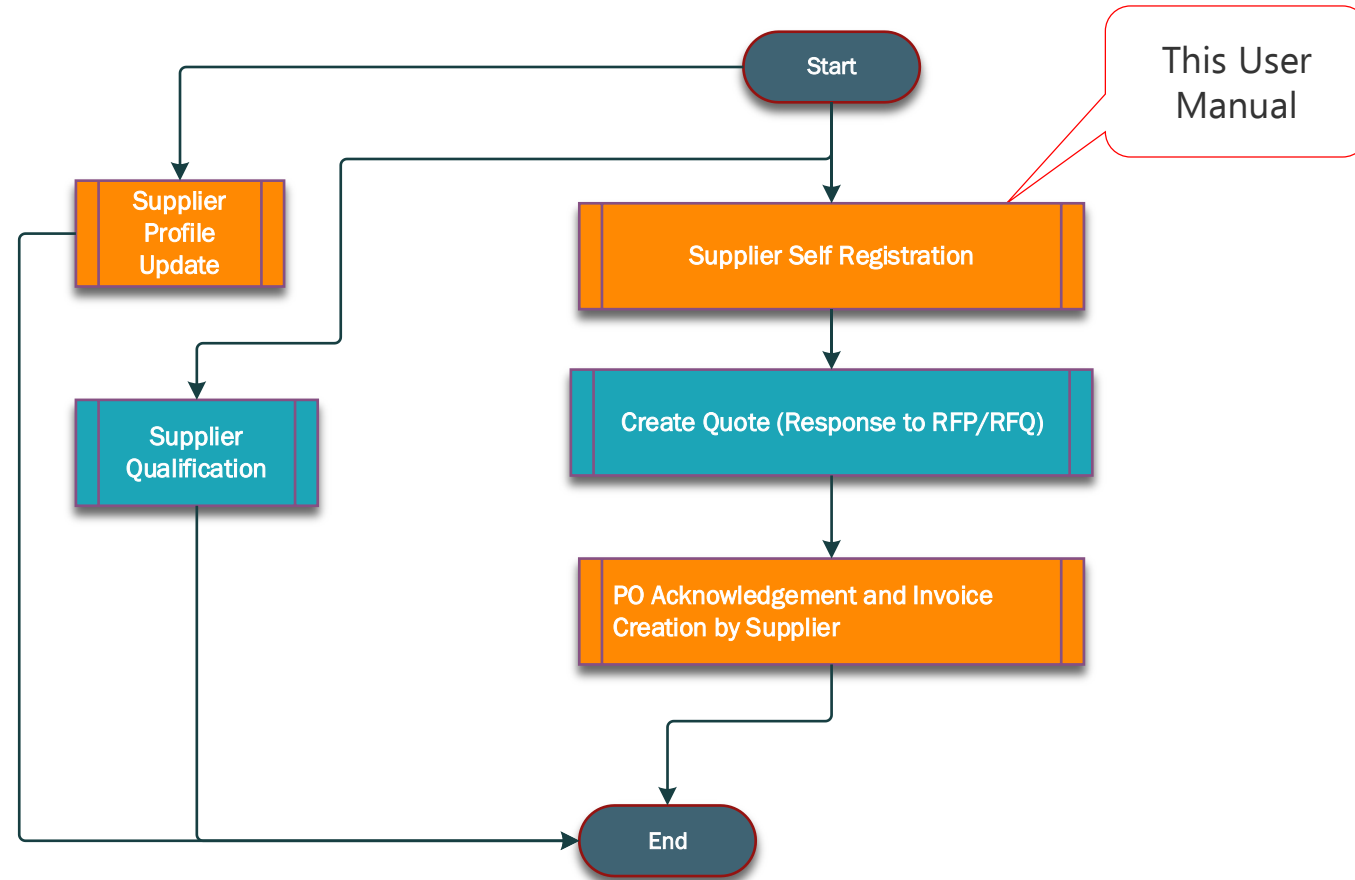 Start
This User
Manual
Supplier
Profile
Update
Supplier Self Registration
Supplier
Qualification
Create Quote (Response to RFP/RFQ)
PO Acknowledgement and Invoice
Creation by Supplier
End